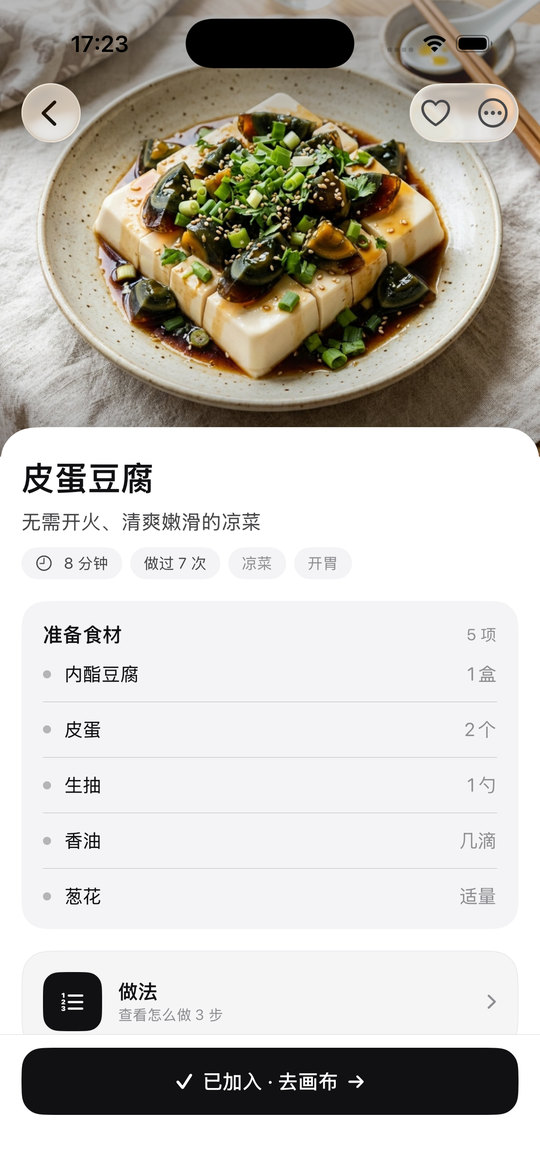 17:23
皮蛋豆腐
无需开火、清爽嫩滑的凉菜
8 分钟 做过 7 次 凉菜 开胃
准备食材 5 项
内酯豆腐 1 盒
皮蛋 2 个
生抽 1 勺
香油 几滴
葱花 适量
做法
查看怎么做 3 步
已加入 · 去画布 →